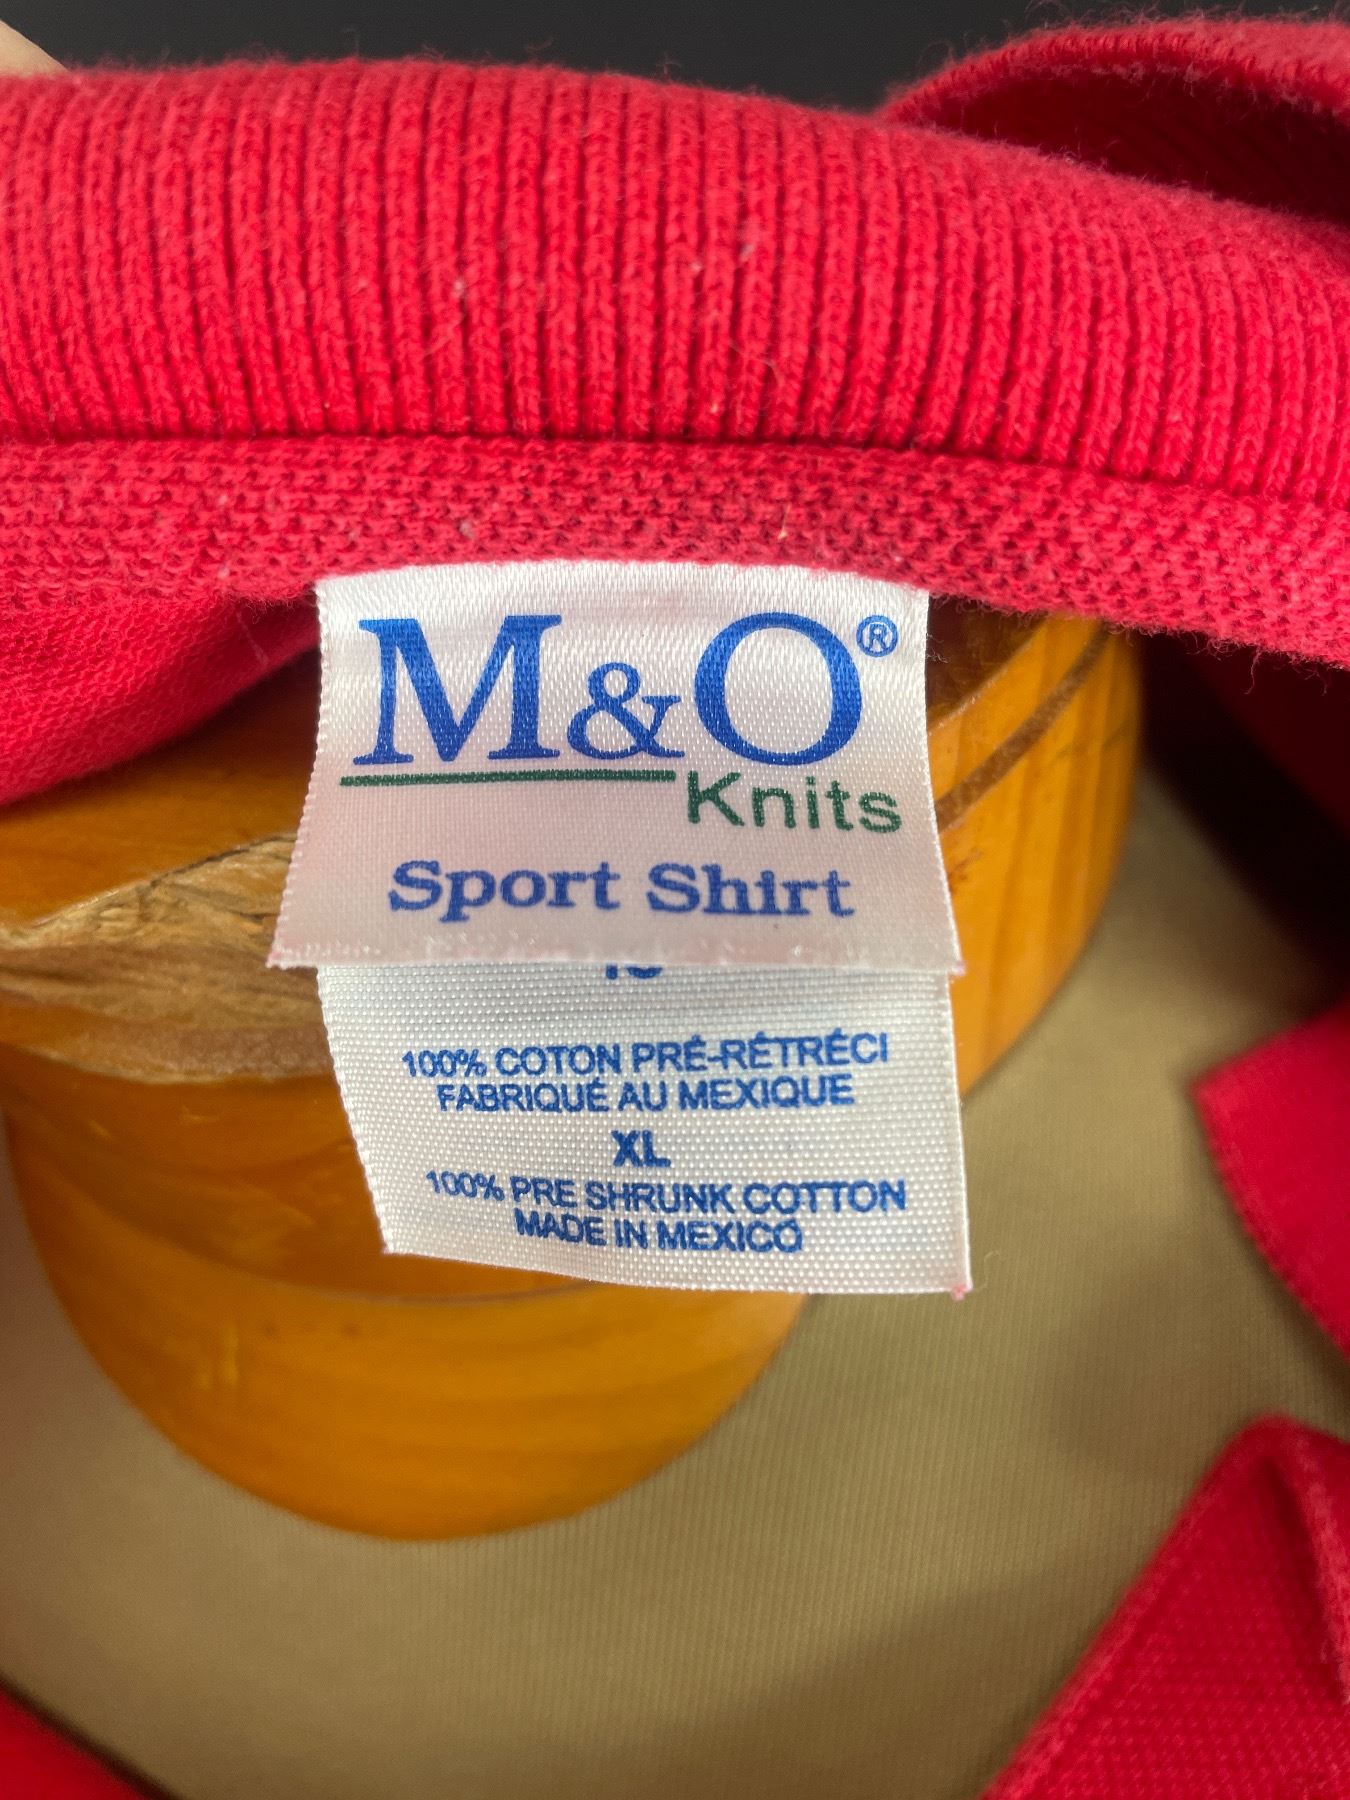 M&O®
Knits
Sport Shirt
100% COTON PRÉ-RÉTRÉCI
FABRIQUÉ AU MEXIQUE
XL
100% PRE SHRUNK COTTON
MADE IN MEXICO